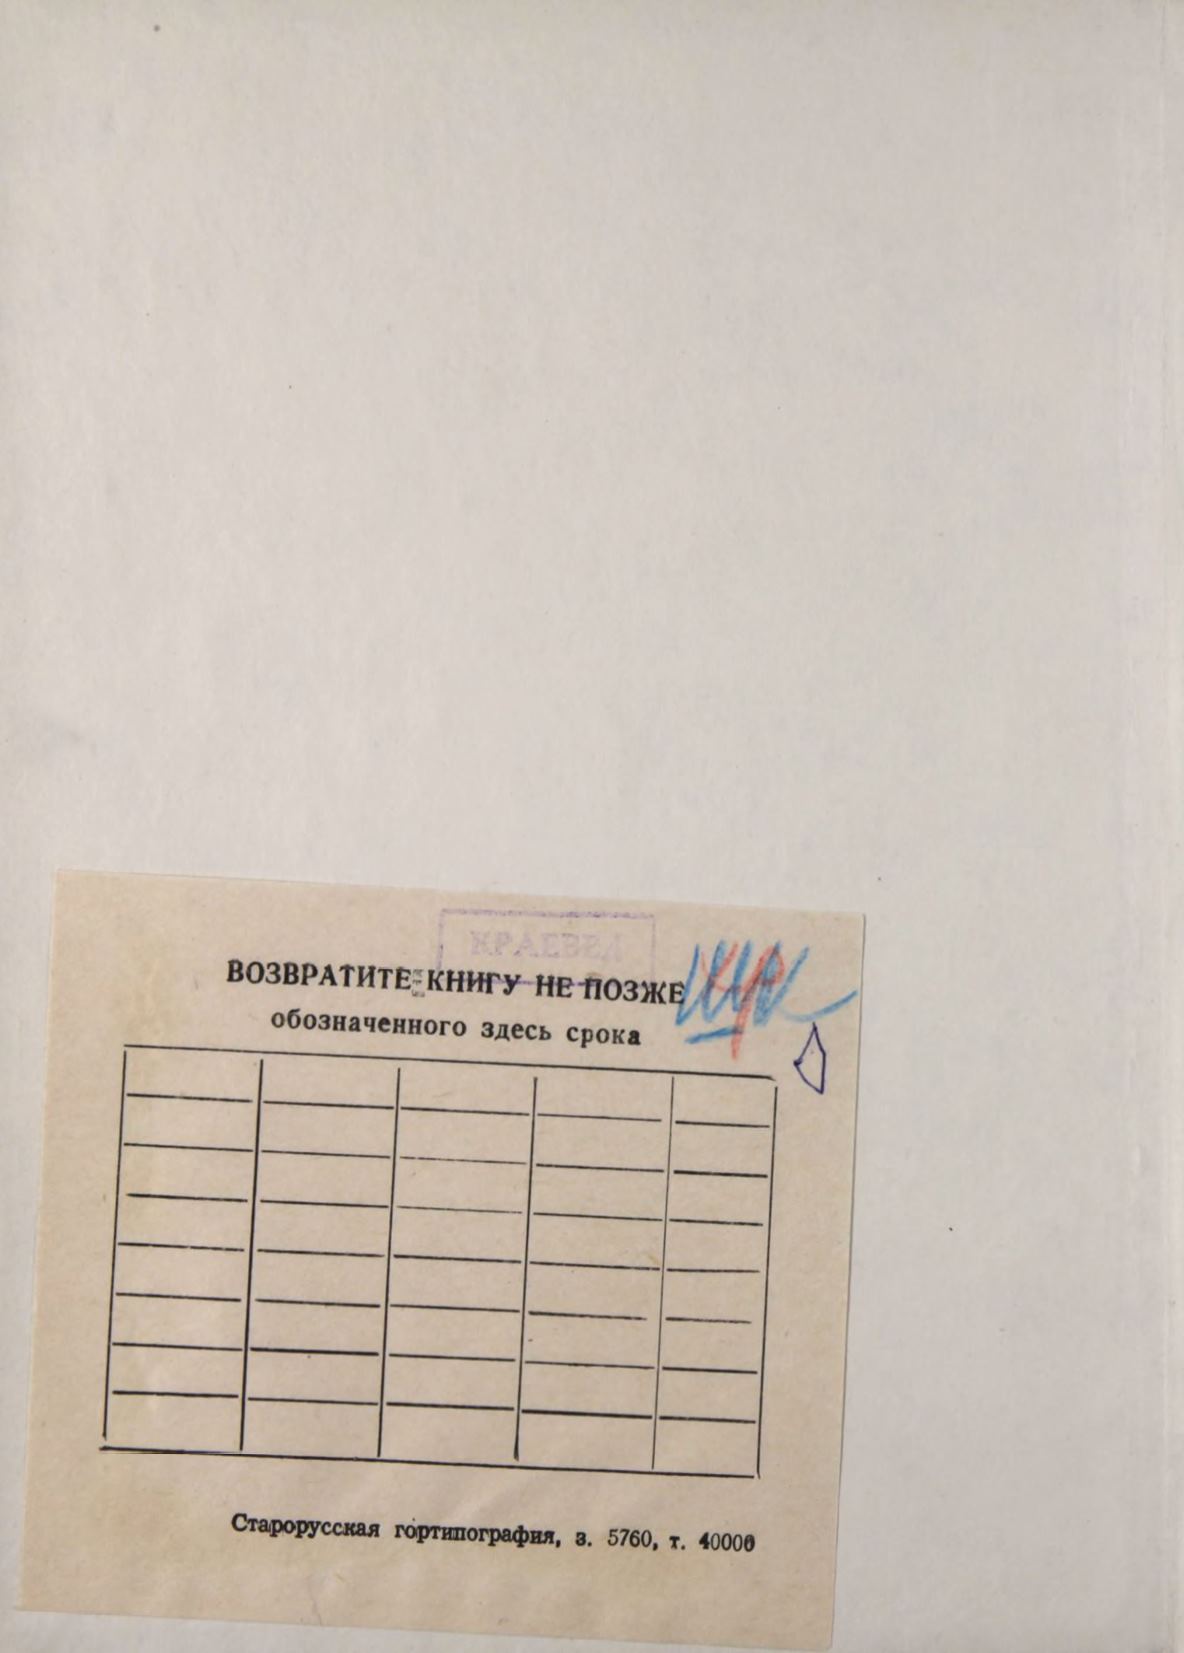 КРАЕВЕД
ВОЗВРАТИТЕ КНИГУ НЕ ПОЗЖЕ
обозначенного здесь срока
Старорусская гортипография, з. 5760, т. 40000